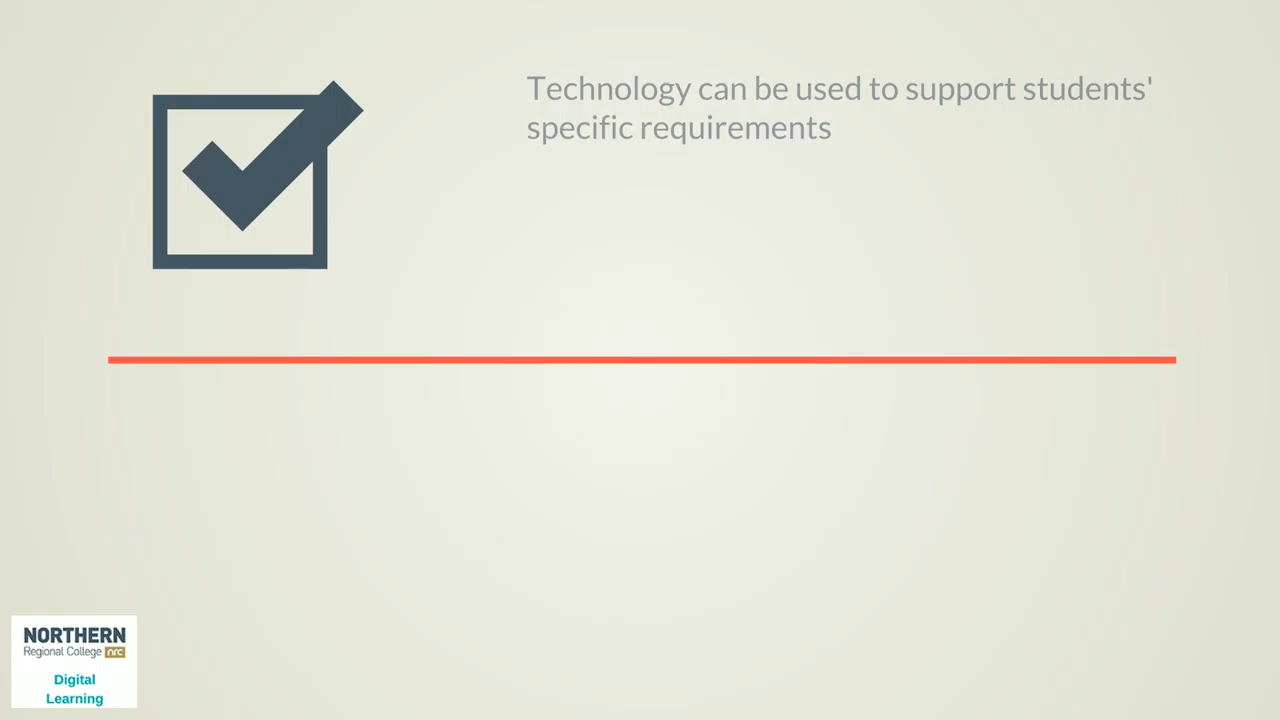 Technology can be used to support students'
specific requirements
NORTHERN
Regional College nrc
Digital
Learning